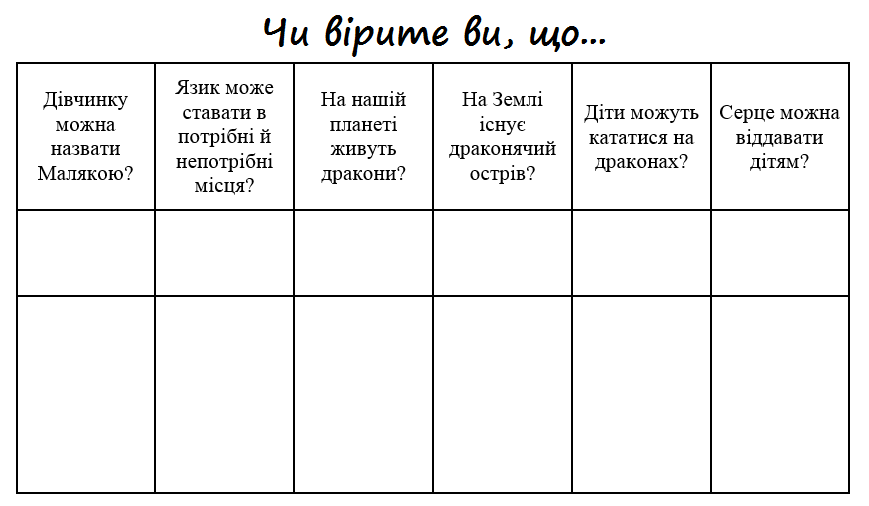 Чи вірите ви, що...
Дівчинку
можна
назвати
Малякою?
Язик може
ставати в
потрібні й
непотрібні
місця?
На нашій
планеті
живуть
дракони?
На Землі
існує
драконячий
острів?
Діти можуть
кататися на
драконах?
Серце можна
віддавати
дітям?